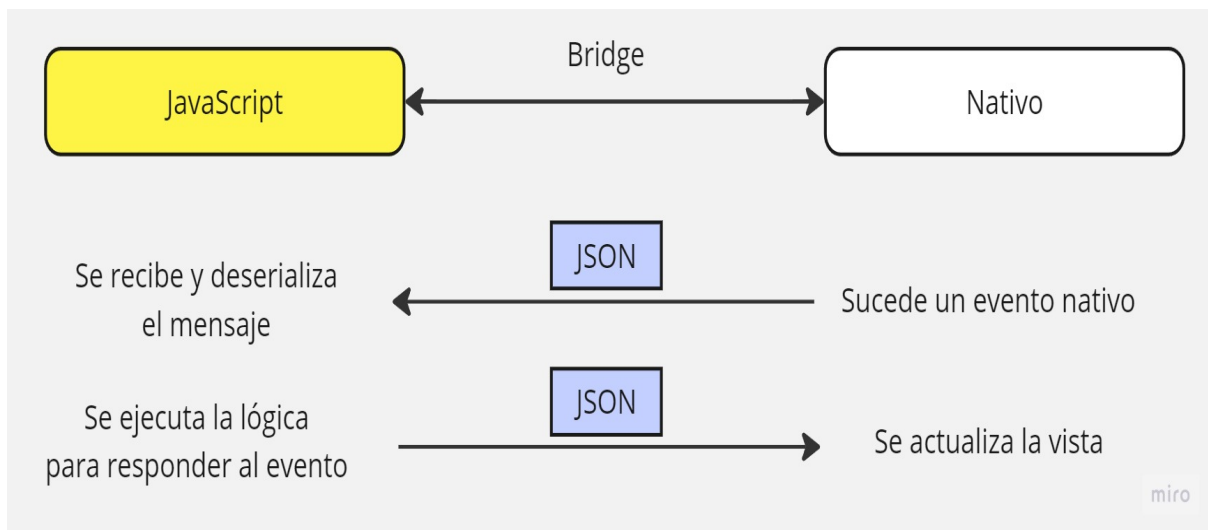 Bridge
JavaScript
Nativo
JSON
Se recibe y deserializa
el mensaje
Sucede un evento nativo
JSON
Se ejecuta la lógica
para responder al evento
Se actualiza la vista
miro